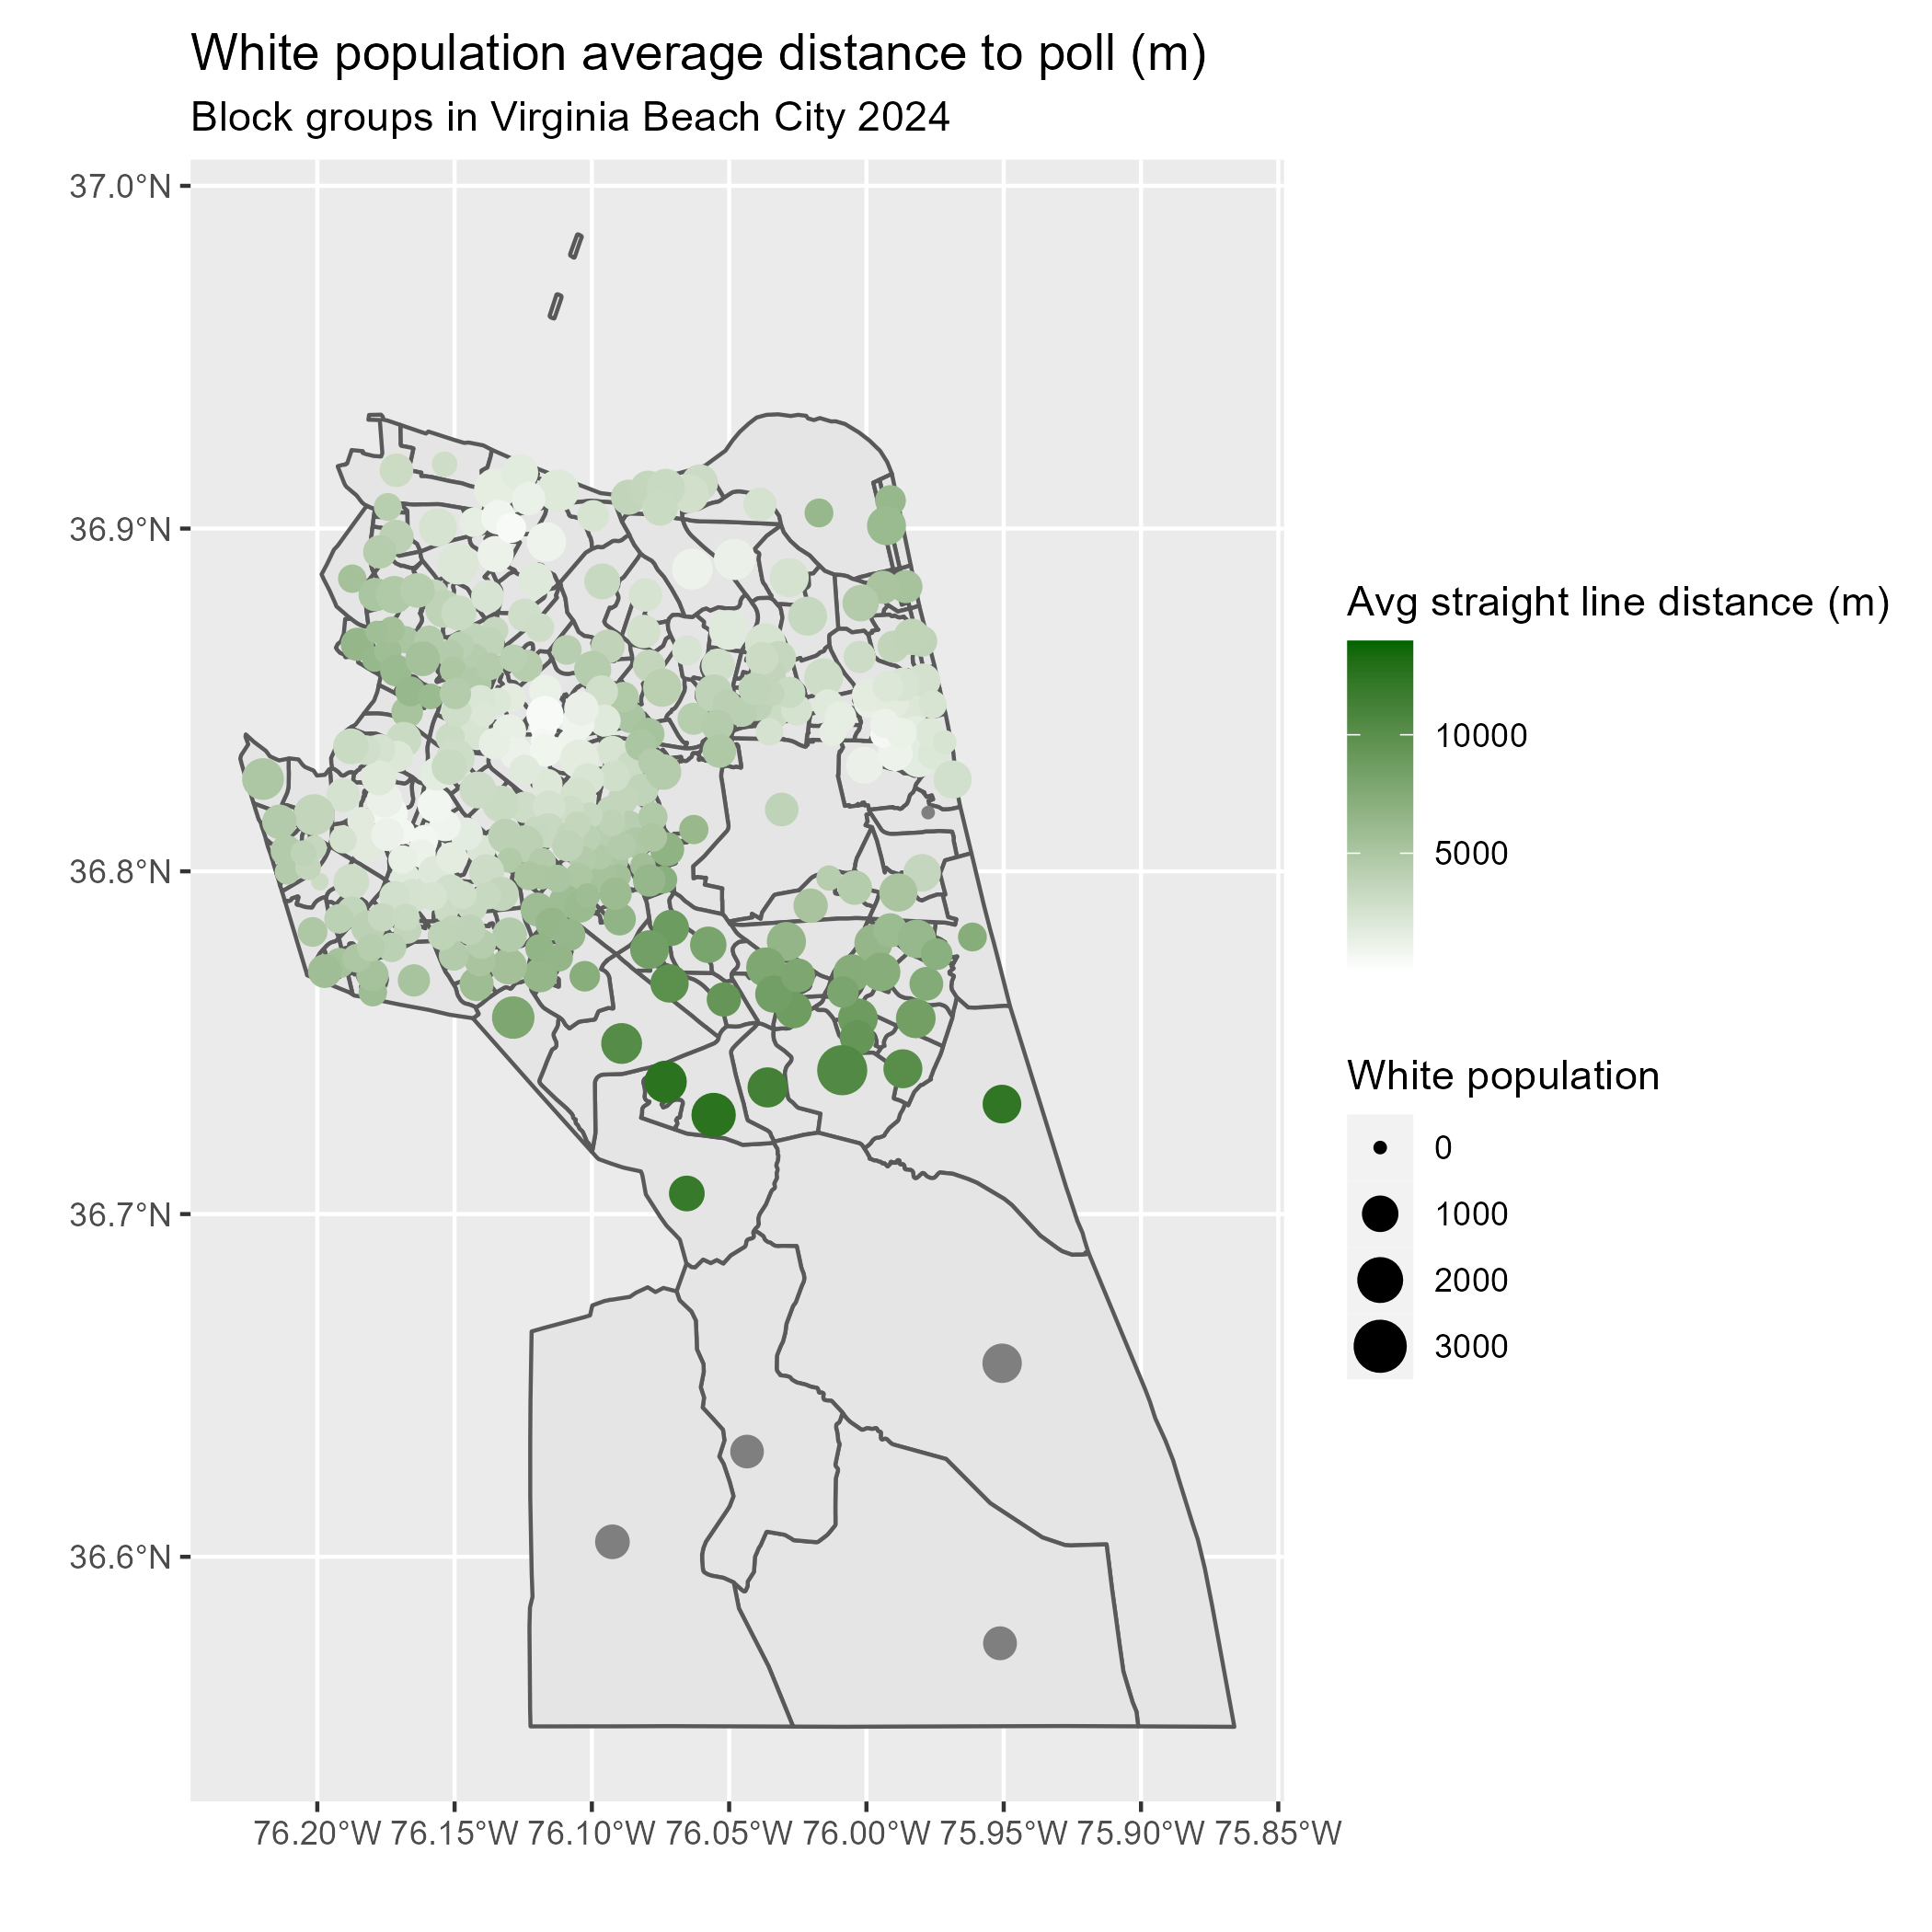 White population average distance to poll (m)
Block groups in Virginia Beach City 2024
37.0°N
36.9°N
36.8°N
36.7°N
36.6°N
76.20°W 76.15°W 76.10°W 76.05°W 76.00°W 75.95°W 75.90°W 75.85°W
Avg straight line distance (m)
10000
5000
White population
0
1000
2000
3000